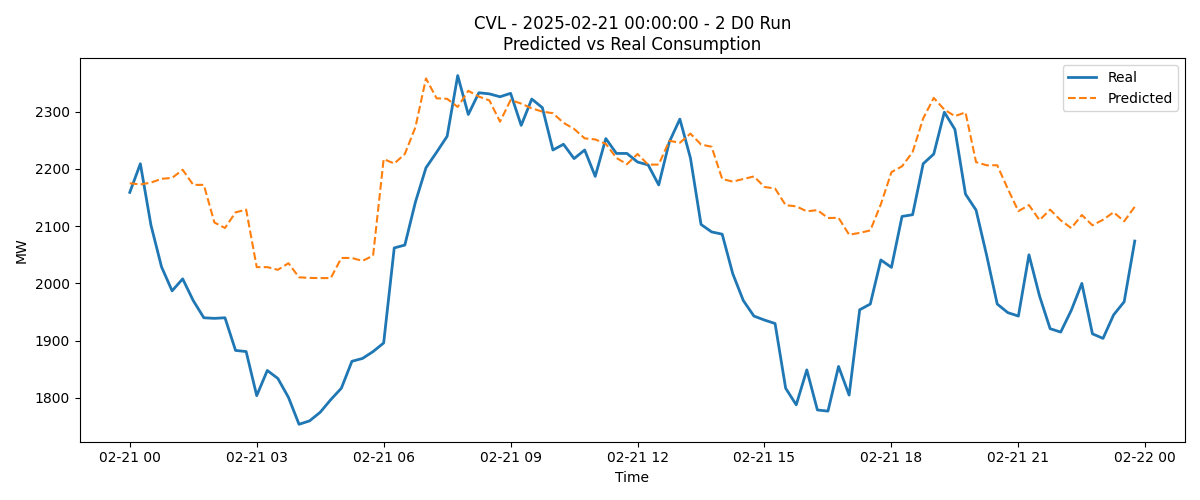 CVL - 2025-02-21 00:00:00 - 2 D0 Run
Predicted vs Real Consumption
Real
Predicted
MW
2300
2200
2100
2000
1900
1800
02-21 00
02-21 03
02-21 06
02-21 09
02-21 12
02-21 15
02-21 18
02-21 21
02-22 00
Time